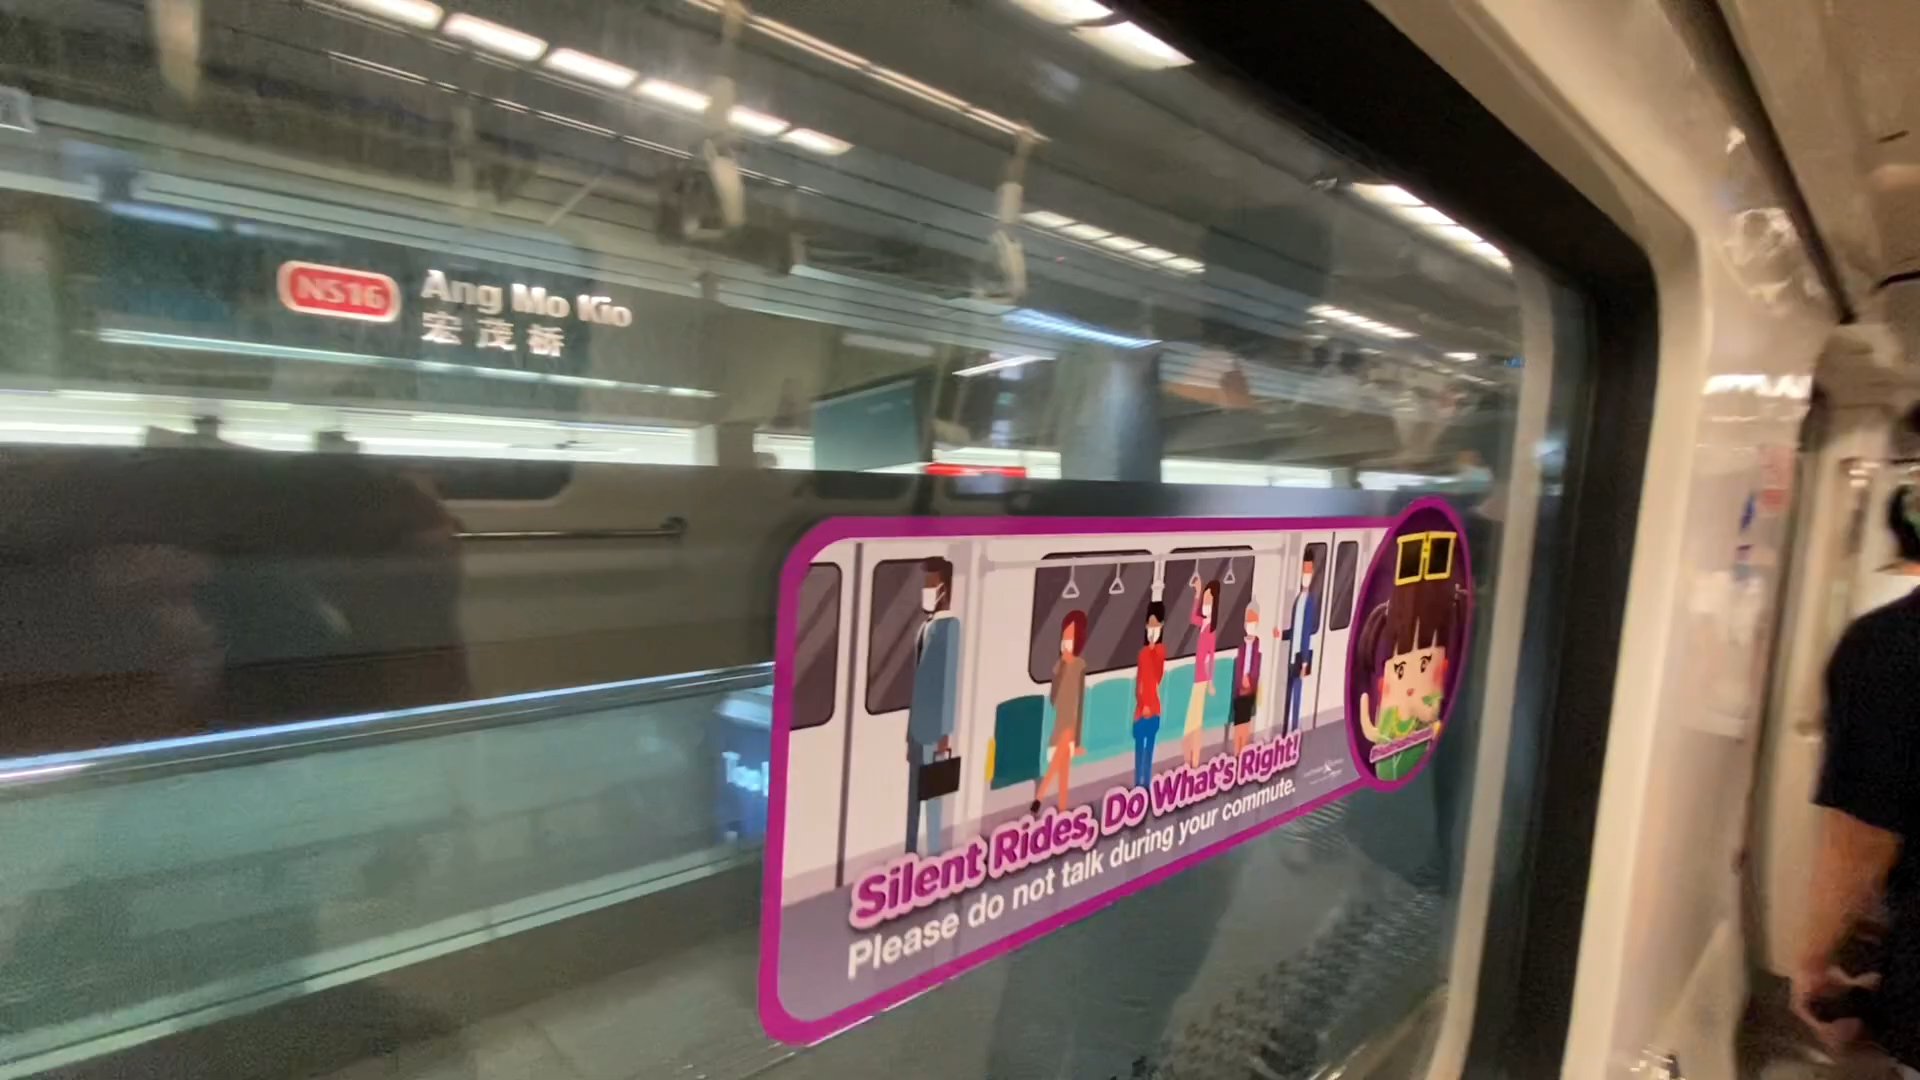 NS16
Ang Mo Kio
宏茂桥
Silent Rides, Do What's Right!
Please do not talk during your commute.